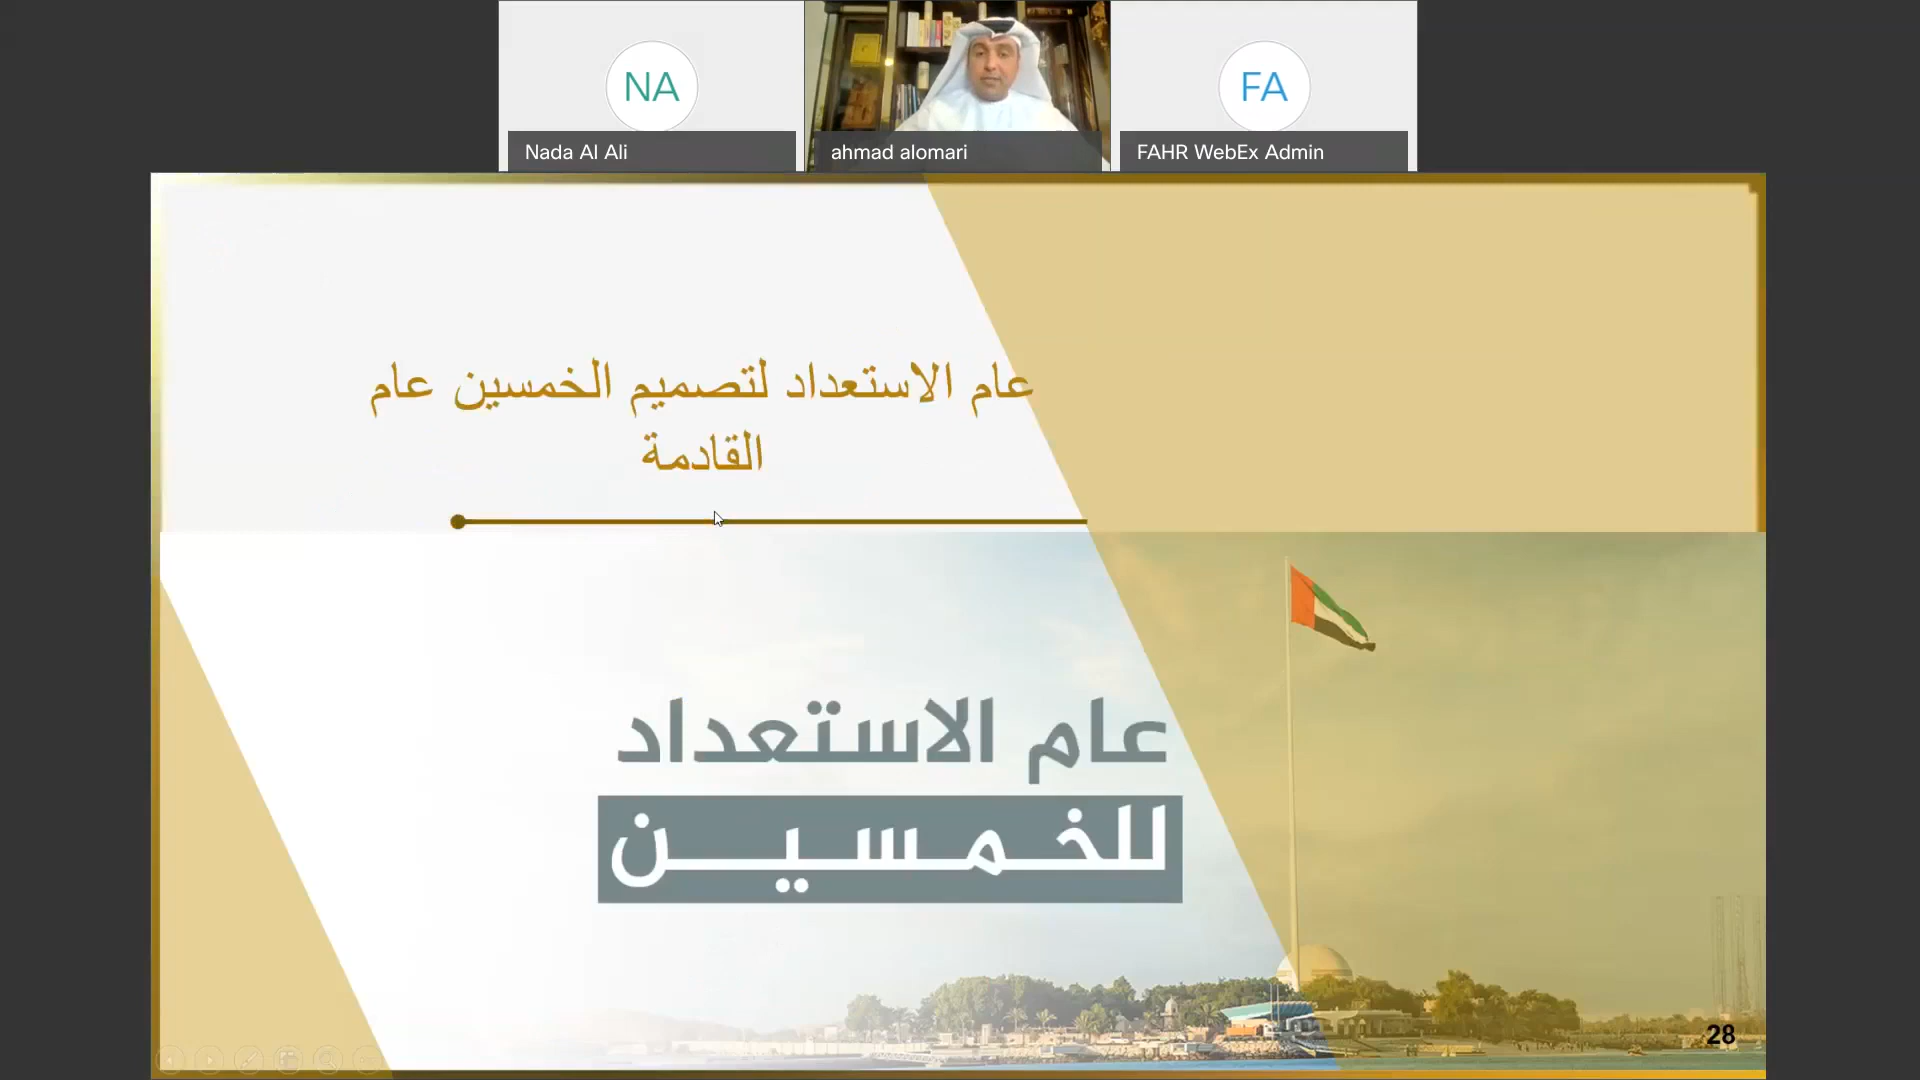 NA
Nada Al Ali
ahmad alomari
FA
FAHR WebEx Admin
عام الاستعداد لتصميم الخمسين عام
القادمة
عام الاستعداد
للخمسيـــن
28